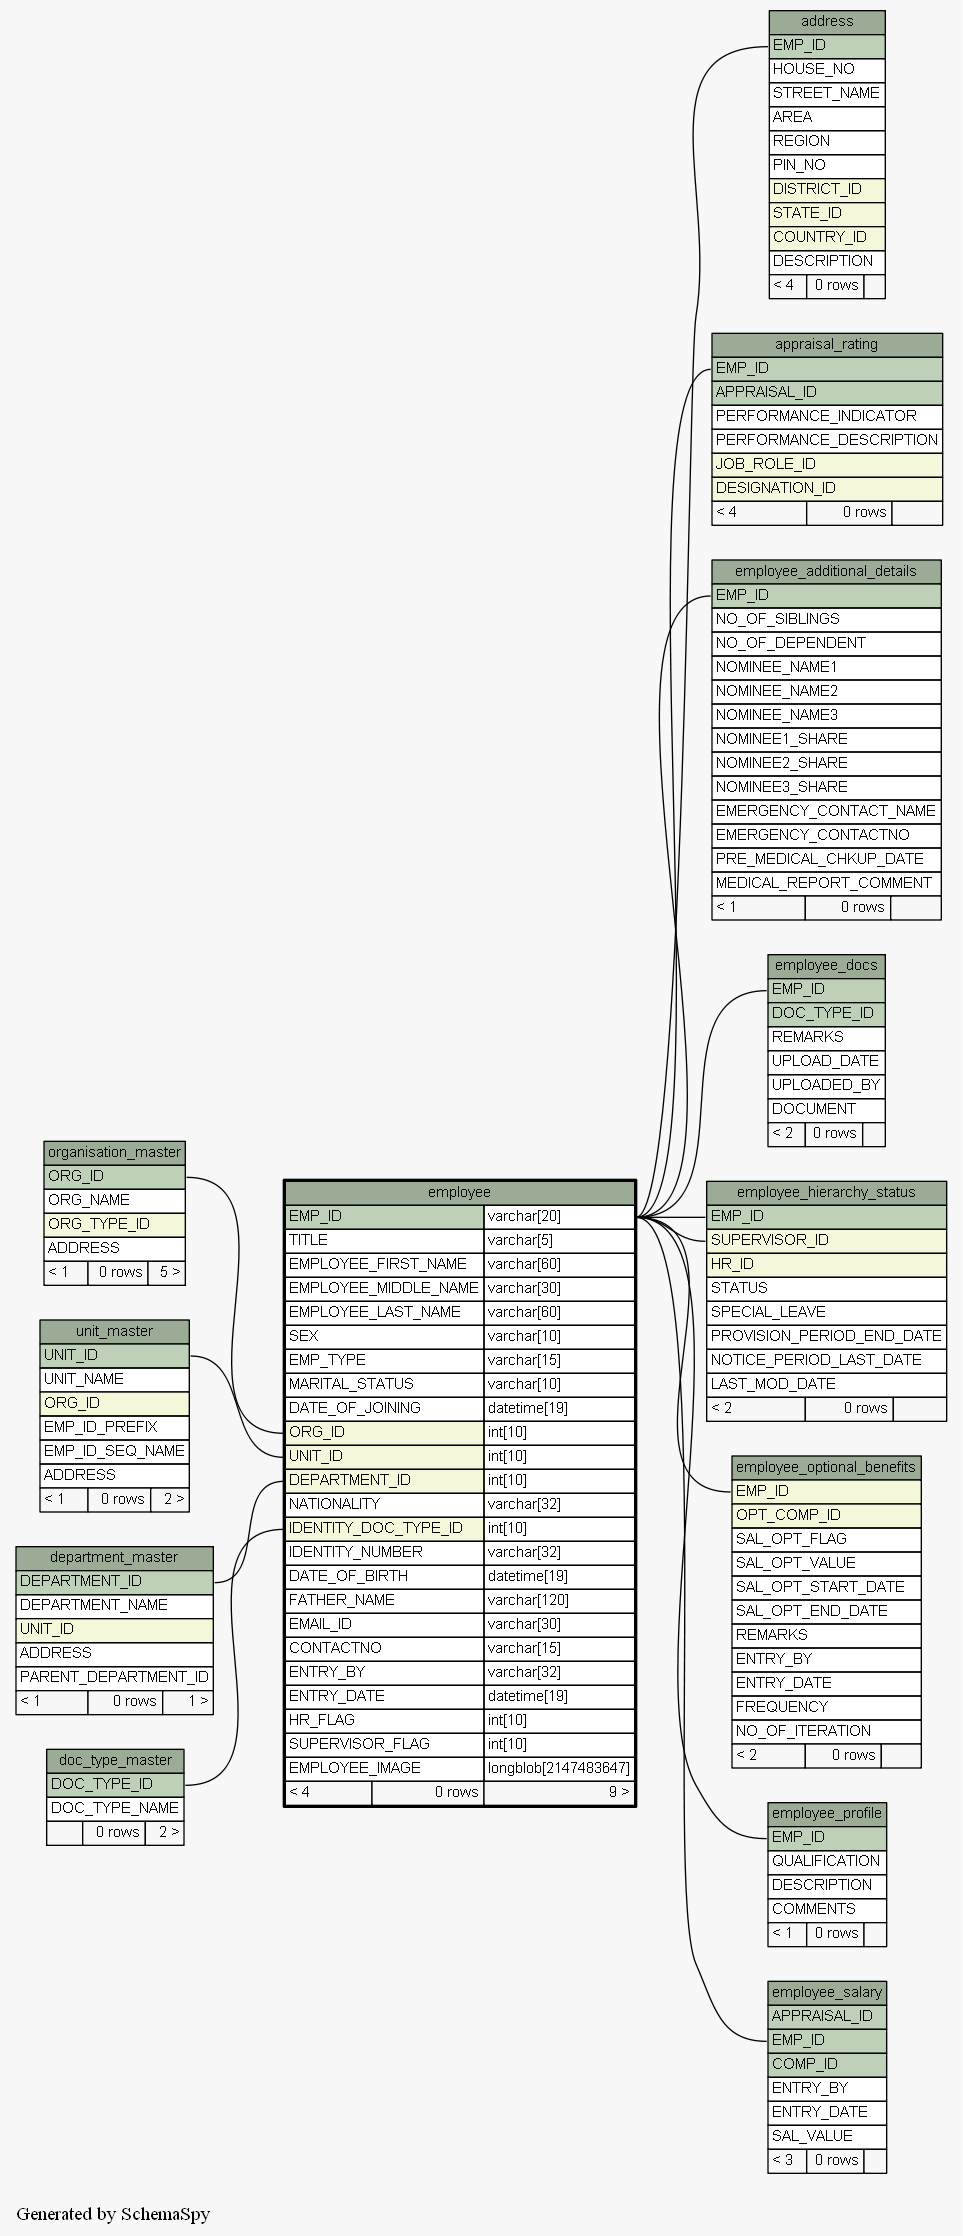 address
EMP_ID
HOUSE_NO
STREET_NAME
AREA
REGION
PIN_NO
DISTRICT_ID
STATE_ID
COUNTRY_ID
DESCRIPTION
< 4 0 rows
appraisal_rating
EMP_ID
APPRAISAL_ID
PERFORMANCE_INDICATOR
PERFORMANCE_DESCRIPTION
JOB_ROLE_ID
DESIGNATION_ID
< 4 0 rows
employee_additional_details
EMP_ID
NO_OF_SIBLINGS
NO_OF_DEPENDENT
NOMINEE_NAME1
NOMINEE_NAME2
NOMINEE_NAME3
NOMINEE1_SHARE
NOMINEE2_SHARE
NOMINEE3_SHARE
EMERGENCY_CONTACT_NAME
EMERGENCY_CONTACTNO
PRE_MEDICAL_CHKUP_DATE
MEDICAL_REPORT_COMMENT
< 1 0 rows
employee_docs
EMP_ID
DOC_TYPE_ID
REMARKS
UPLOAD_DATE
UPLOADED_BY
DOCUMENT
< 2 0 rows
organisation_master
ORG_ID
ORG_NAME
ORG_TYPE_ID
ADDRESS
< 1 0 rows 5 >
unit_master
UNIT_ID
UNIT_NAME
ORG_ID
EMP_ID_PREFIX
EMP_ID_SEQ_NAME
ADDRESS
< 1 0 rows 2 >
department_master
DEPARTMENT_ID
DEPARTMENT_NAME
UNIT_ID
ADDRESS
PARENT_DEPARTMENT_ID
< 1 0 rows 1 >
doc_type_master
DOC_TYPE_ID
DOC_TYPE_NAME
0 rows 2 >
employee
EMP_ID varchar[20]
TITLE varchar[5]
EMPLOYEE_FIRST_NAME varchar[60]
EMPLOYEE_MIDDLE_NAME varchar[30]
EMPLOYEE_LAST_NAME varchar[60]
SEX varchar[10]
EMP_TYPE varchar[15]
MARITAL_STATUS varchar[10]
DATE_OF_JOINING datetime[19]
ORG_ID int[10]
UNIT_ID int[10]
DEPARTMENT_ID int[10]
NATIONALITY varchar[32]
IDENTITY_DOC_TYPE_ID int[10]
IDENTITY_NUMBER varchar[32]
DATE_OF_BIRTH datetime[19]
FATHER_NAME varchar[120]
EMAIL_ID varchar[30]
CONTACTNO varchar[15]
ENTRY_BY varchar[32]
ENTRY_DATE datetime[19]
HR_FLAG int[10]
SUPERVISOR_FLAG int[10]
EMPLOYEE_IMAGE longblob[2147483647]
< 4 0 rows 9 >
employee_hierarchy_status
EMP_ID
SUPERVISOR_ID
HR_ID
STATUS
SPECIAL_LEAVE
PROVISION_PERIOD_END_DATE
NOTICE_PERIOD_LAST_DATE
LAST_MOD_DATE
< 2 0 rows
employee_optional_benefits
EMP_ID
OPT_COMP_ID
SAL_OPT_FLAG
SAL_OPT_VALUE
SAL_OPT_START_DATE
SAL_OPT_END_DATE
REMARKS
ENTRY_BY
ENTRY_DATE
FREQUENCY
NO_OF_ITERATION
< 2 0 rows
employee_profile
EMP_ID
QUALIFICATION
DESCRIPTION
COMMENTS
< 1 0 rows
employee_salary
APPRAISAL_ID
EMP_ID
COMP_ID
ENTRY_BY
ENTRY_DATE
SAL_VALUE
< 3 0 rows
Generated by SchemaSpy